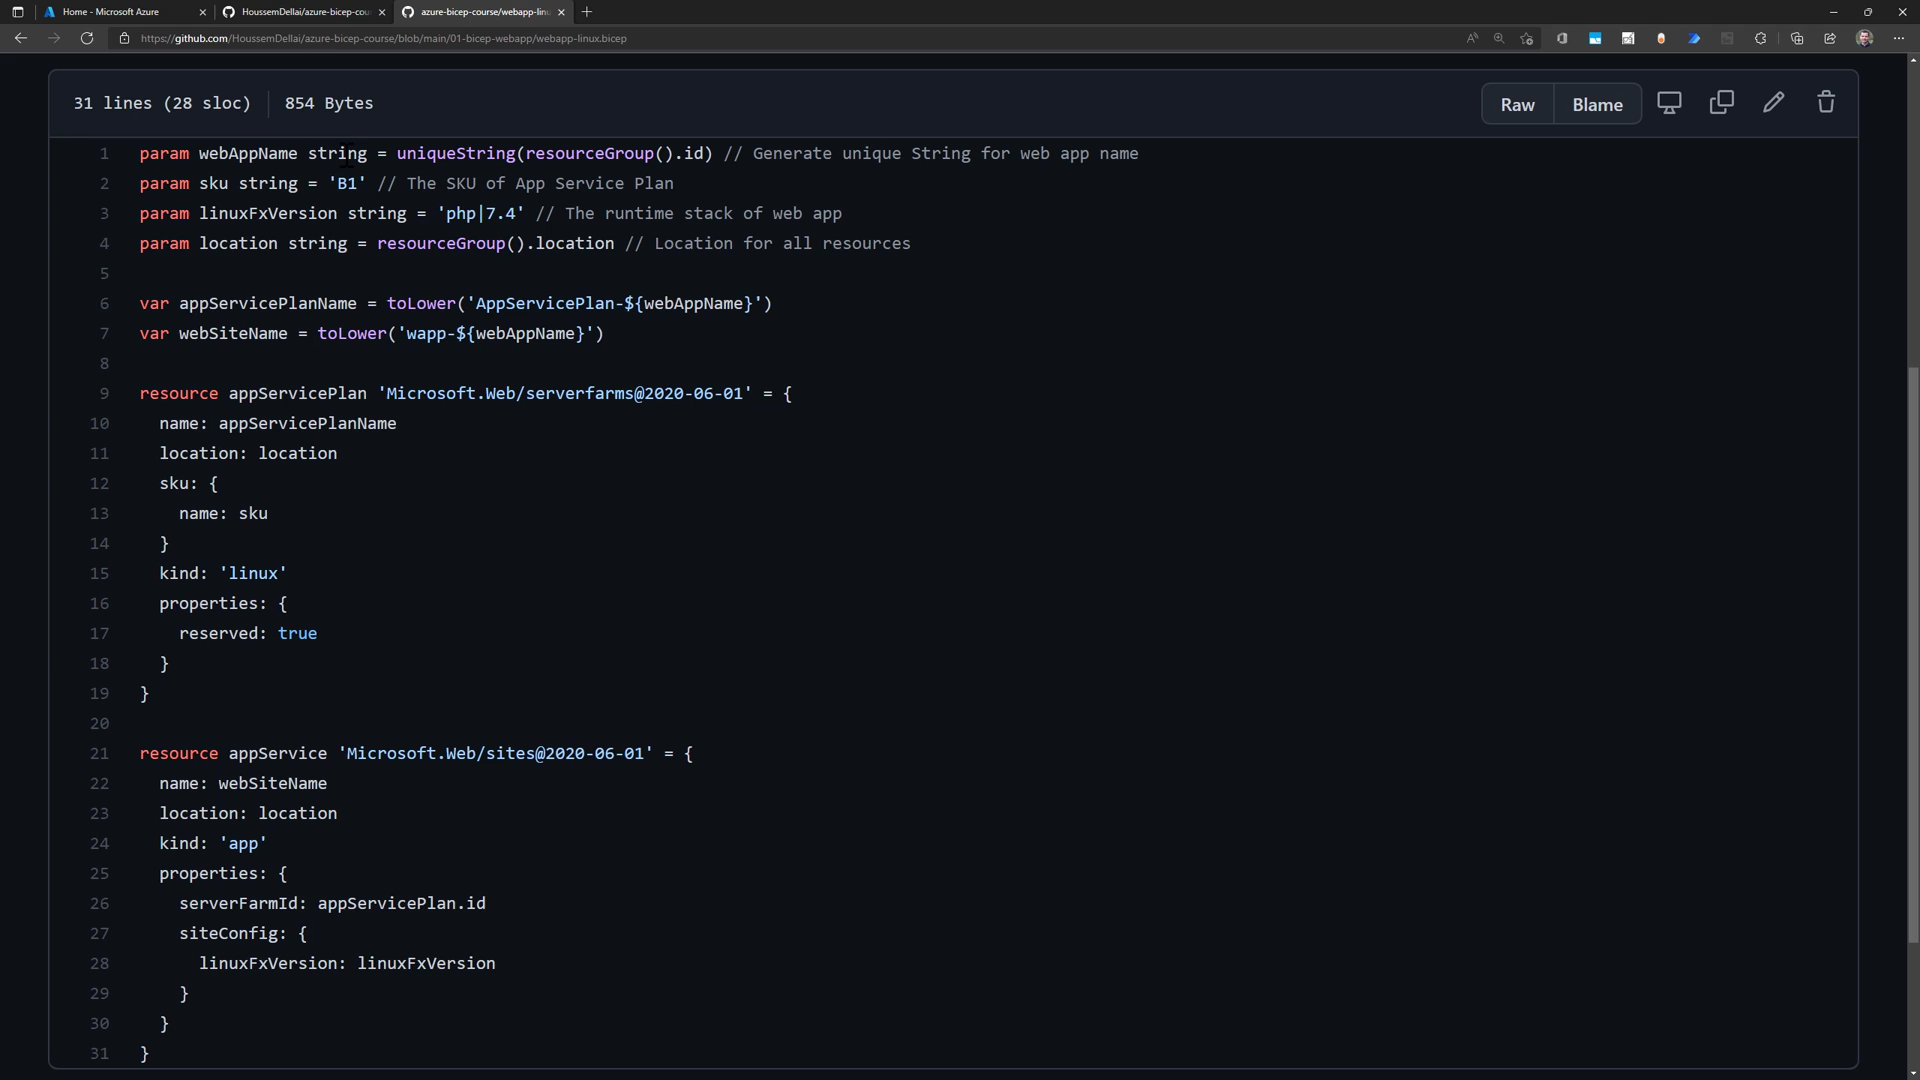 Home - Microsoft Azure
HoussemDellai/azure-bicep-cou
azure-bicep-course/webapp-linu
https://github.com/HoussemDellai/azure-bicep-course/blob/main/01-bicep-webapp/webapp-linux.bicep
31 lines (28 sloc) 854 Bytes
Raw Blame
1 param webAppName string = uniqueString(resourceGroup().id) // Generate unique String for web app name
2 param sku string = 'B1' // The SKU of App Service Plan
3 param linuxFxVersion string = 'php|7.4' // The runtime stack of web app
4 param location string = resourceGroup().location // Location for all resources
5
6 var appServicePlanName = toLower('AppServicePlan-${webAppName}')
7 var webSiteName = toLower('wapp-${webAppName}')
8
9 resource appServicePlan 'Microsoft.Web/serverfarms@2020-06-01' = {
10 name: appServicePlanName
11 location: location
12 sku: {
13 name: sku
14 }
15 kind: 'linux'
16 properties: {
17 reserved: true
18 }
19 }
20
21 resource appService 'Microsoft.Web/sites@2020-06-01' = {
22 name: webSiteName
23 location: location
24 kind: 'app'
25 properties: {
26 serverFarmId: appServicePlan.id
27 siteConfig: {
28 linuxFxVersion: linuxFxVersion
29 }
30 }
31 }